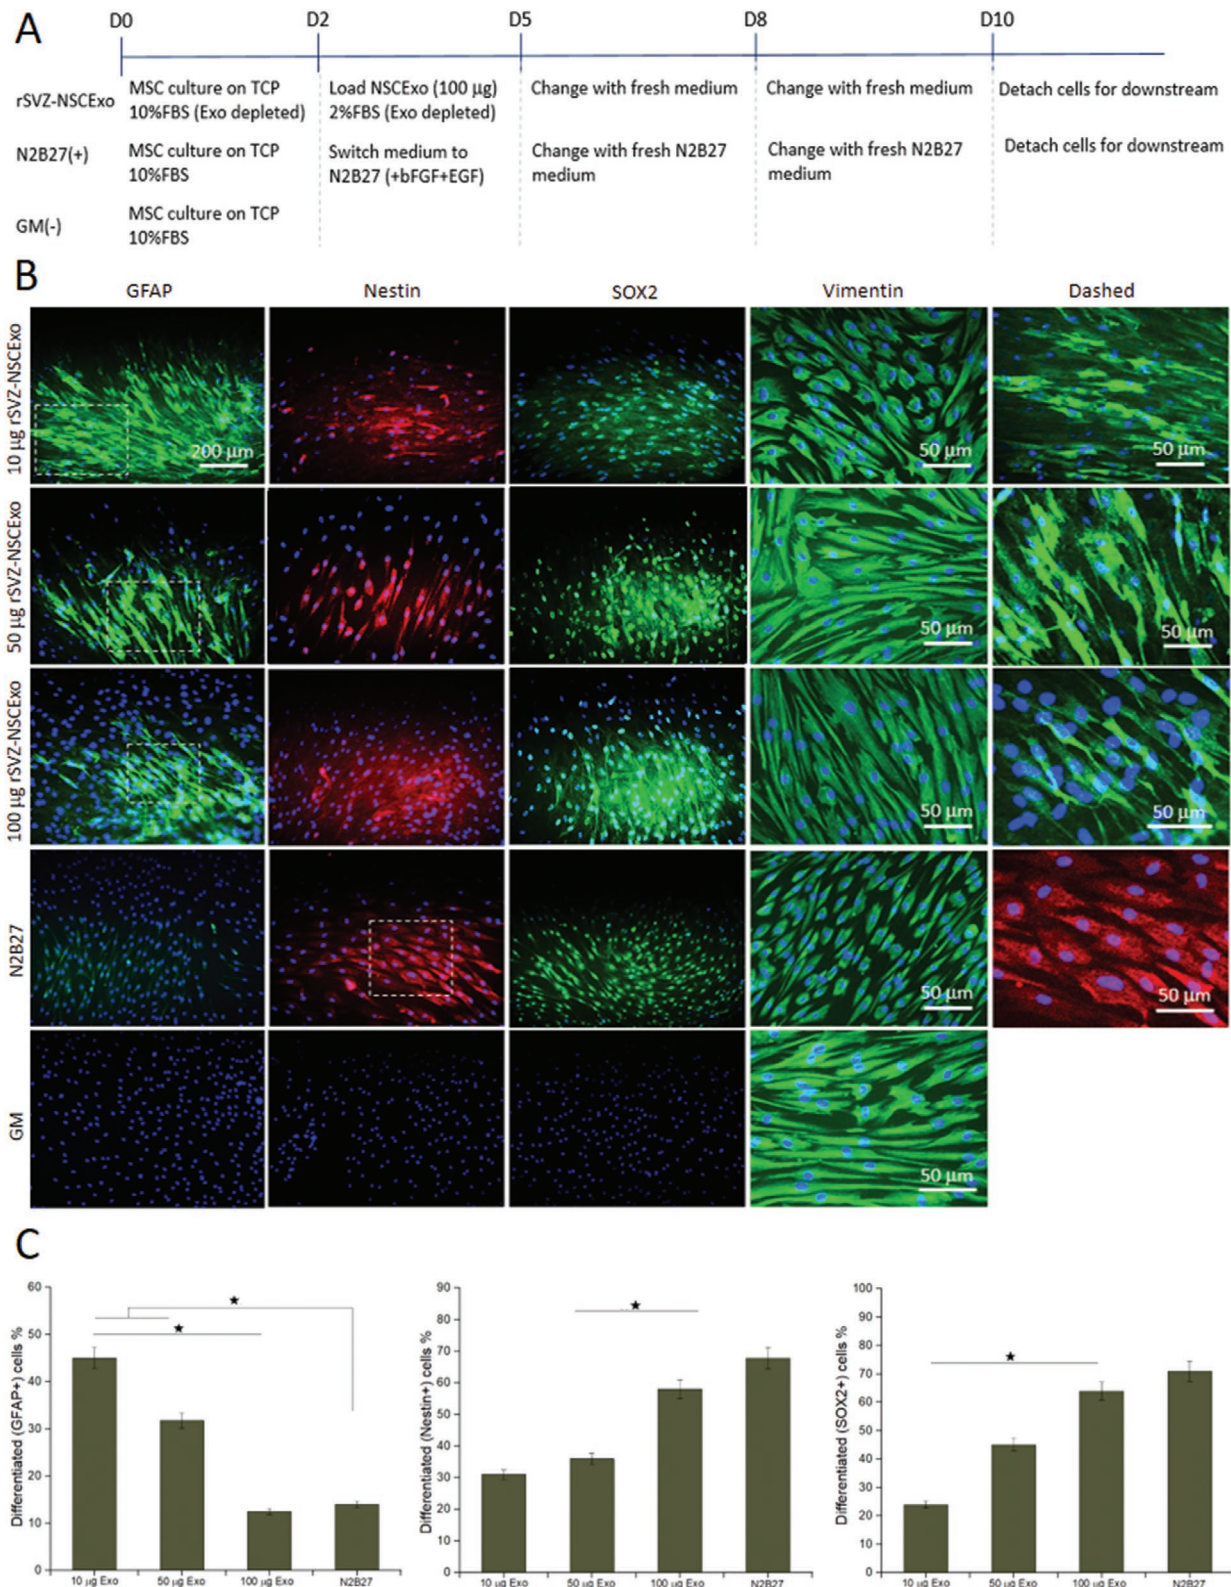 A
D0 D2 D5 D8 D10
rSVZ-NSCExo
MSC culture on TCP
10%FBS (Exo depleted)
Load NSCExo (100 µg)
2%FBS (Exo depleted)
Change with fresh medium
Change with fresh medium
Detach cells for downstream
N2B27(+)
MSC culture on TCP
10%FBS
Switch medium to
N2B27 (+bFGF+EGF)
Change with fresh N2B27
medium
Change with fresh N2B27
medium
Detach cells for downstream
GM(-)
MSC culture on TCP
10%FBS
B
GFAP Nestin SOX2 Vimentin Dashed
10 µg rSVZ-NSCExo
200 µm
50 µm
50 µm
50 µg rSVZ-NSCExo
50 µm
50 µm
100 µg rSVZ-NSCExo
50 µm
50 µm
N2B27
50 µm
50 µm
GM
50 µm
C
Differentiated (GFAP+) cells %
60
50
40
30
20
10
0
10 µg Exo 50 µg Exo 100 µg Exo N2B27
Differentiated (Nestin+) cells %
90
80
70
60
50
40
30
20
10
0
10 µg Exo 50 µg Exo 100 µg Exo N2B27
Differentiated (SOX2+) cells %
100
90
80
70
60
50
40
30
20
10
0
10 µg Exo 50 µg Exo 100 µg Exo N2B27